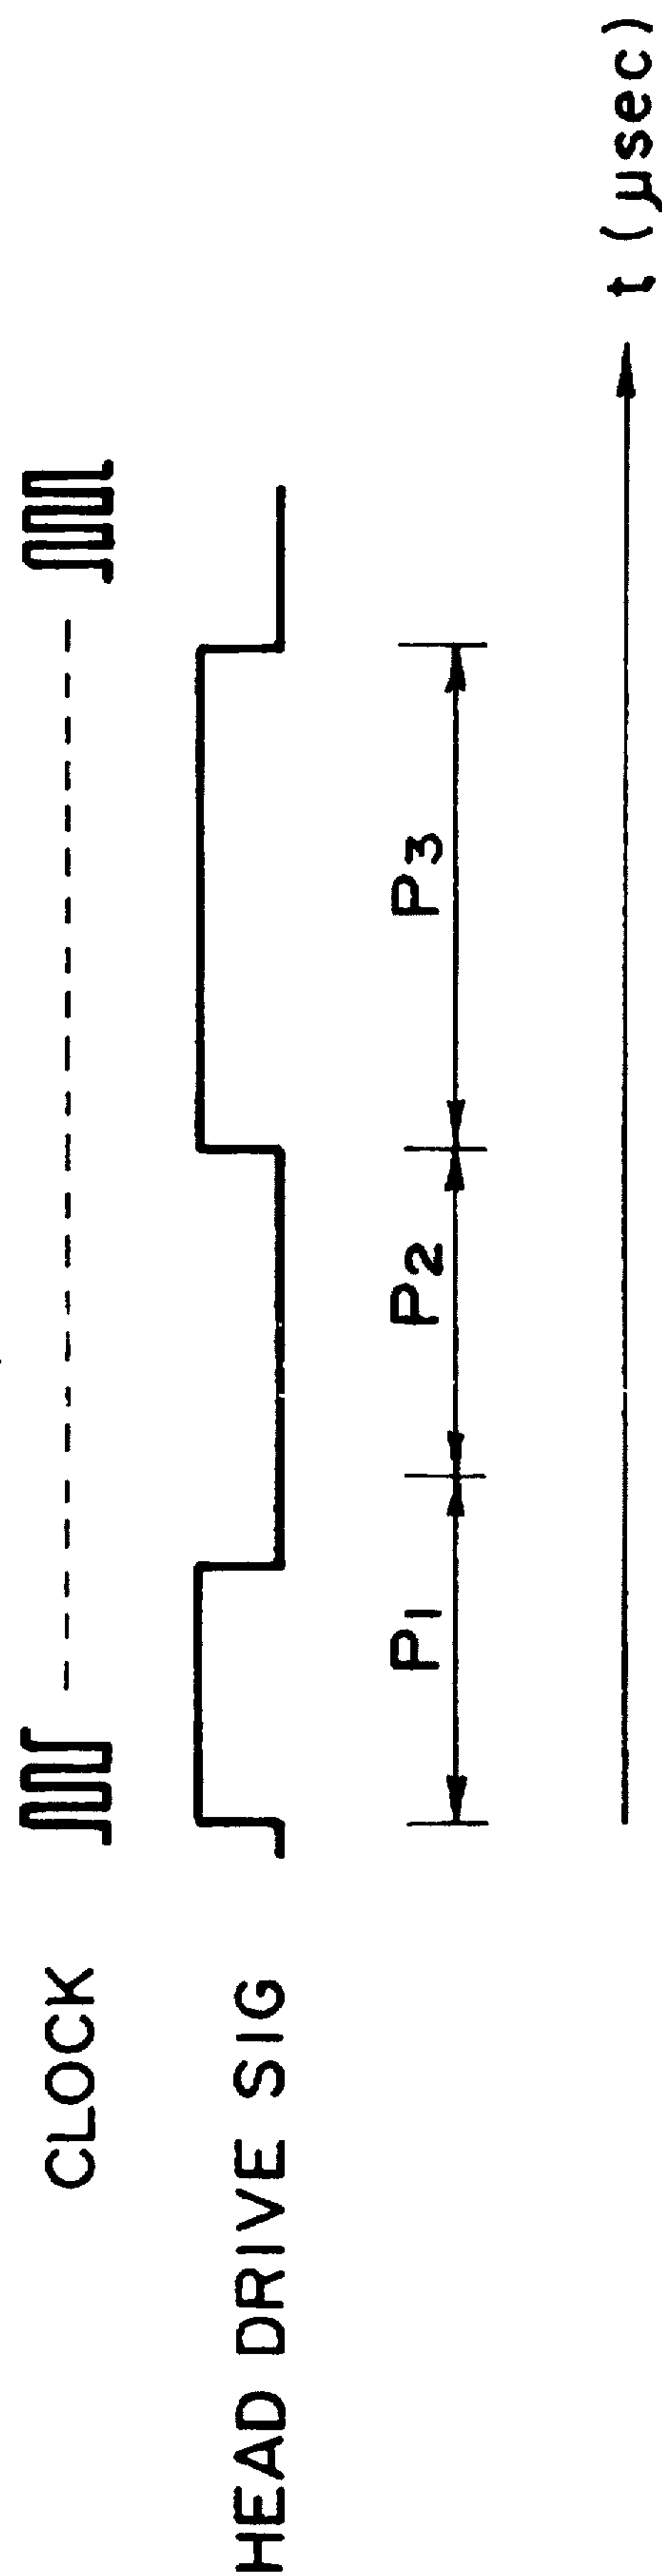 CLOCK
HEAD DRIVE SIG
P1
P2
P3
t (μsec)